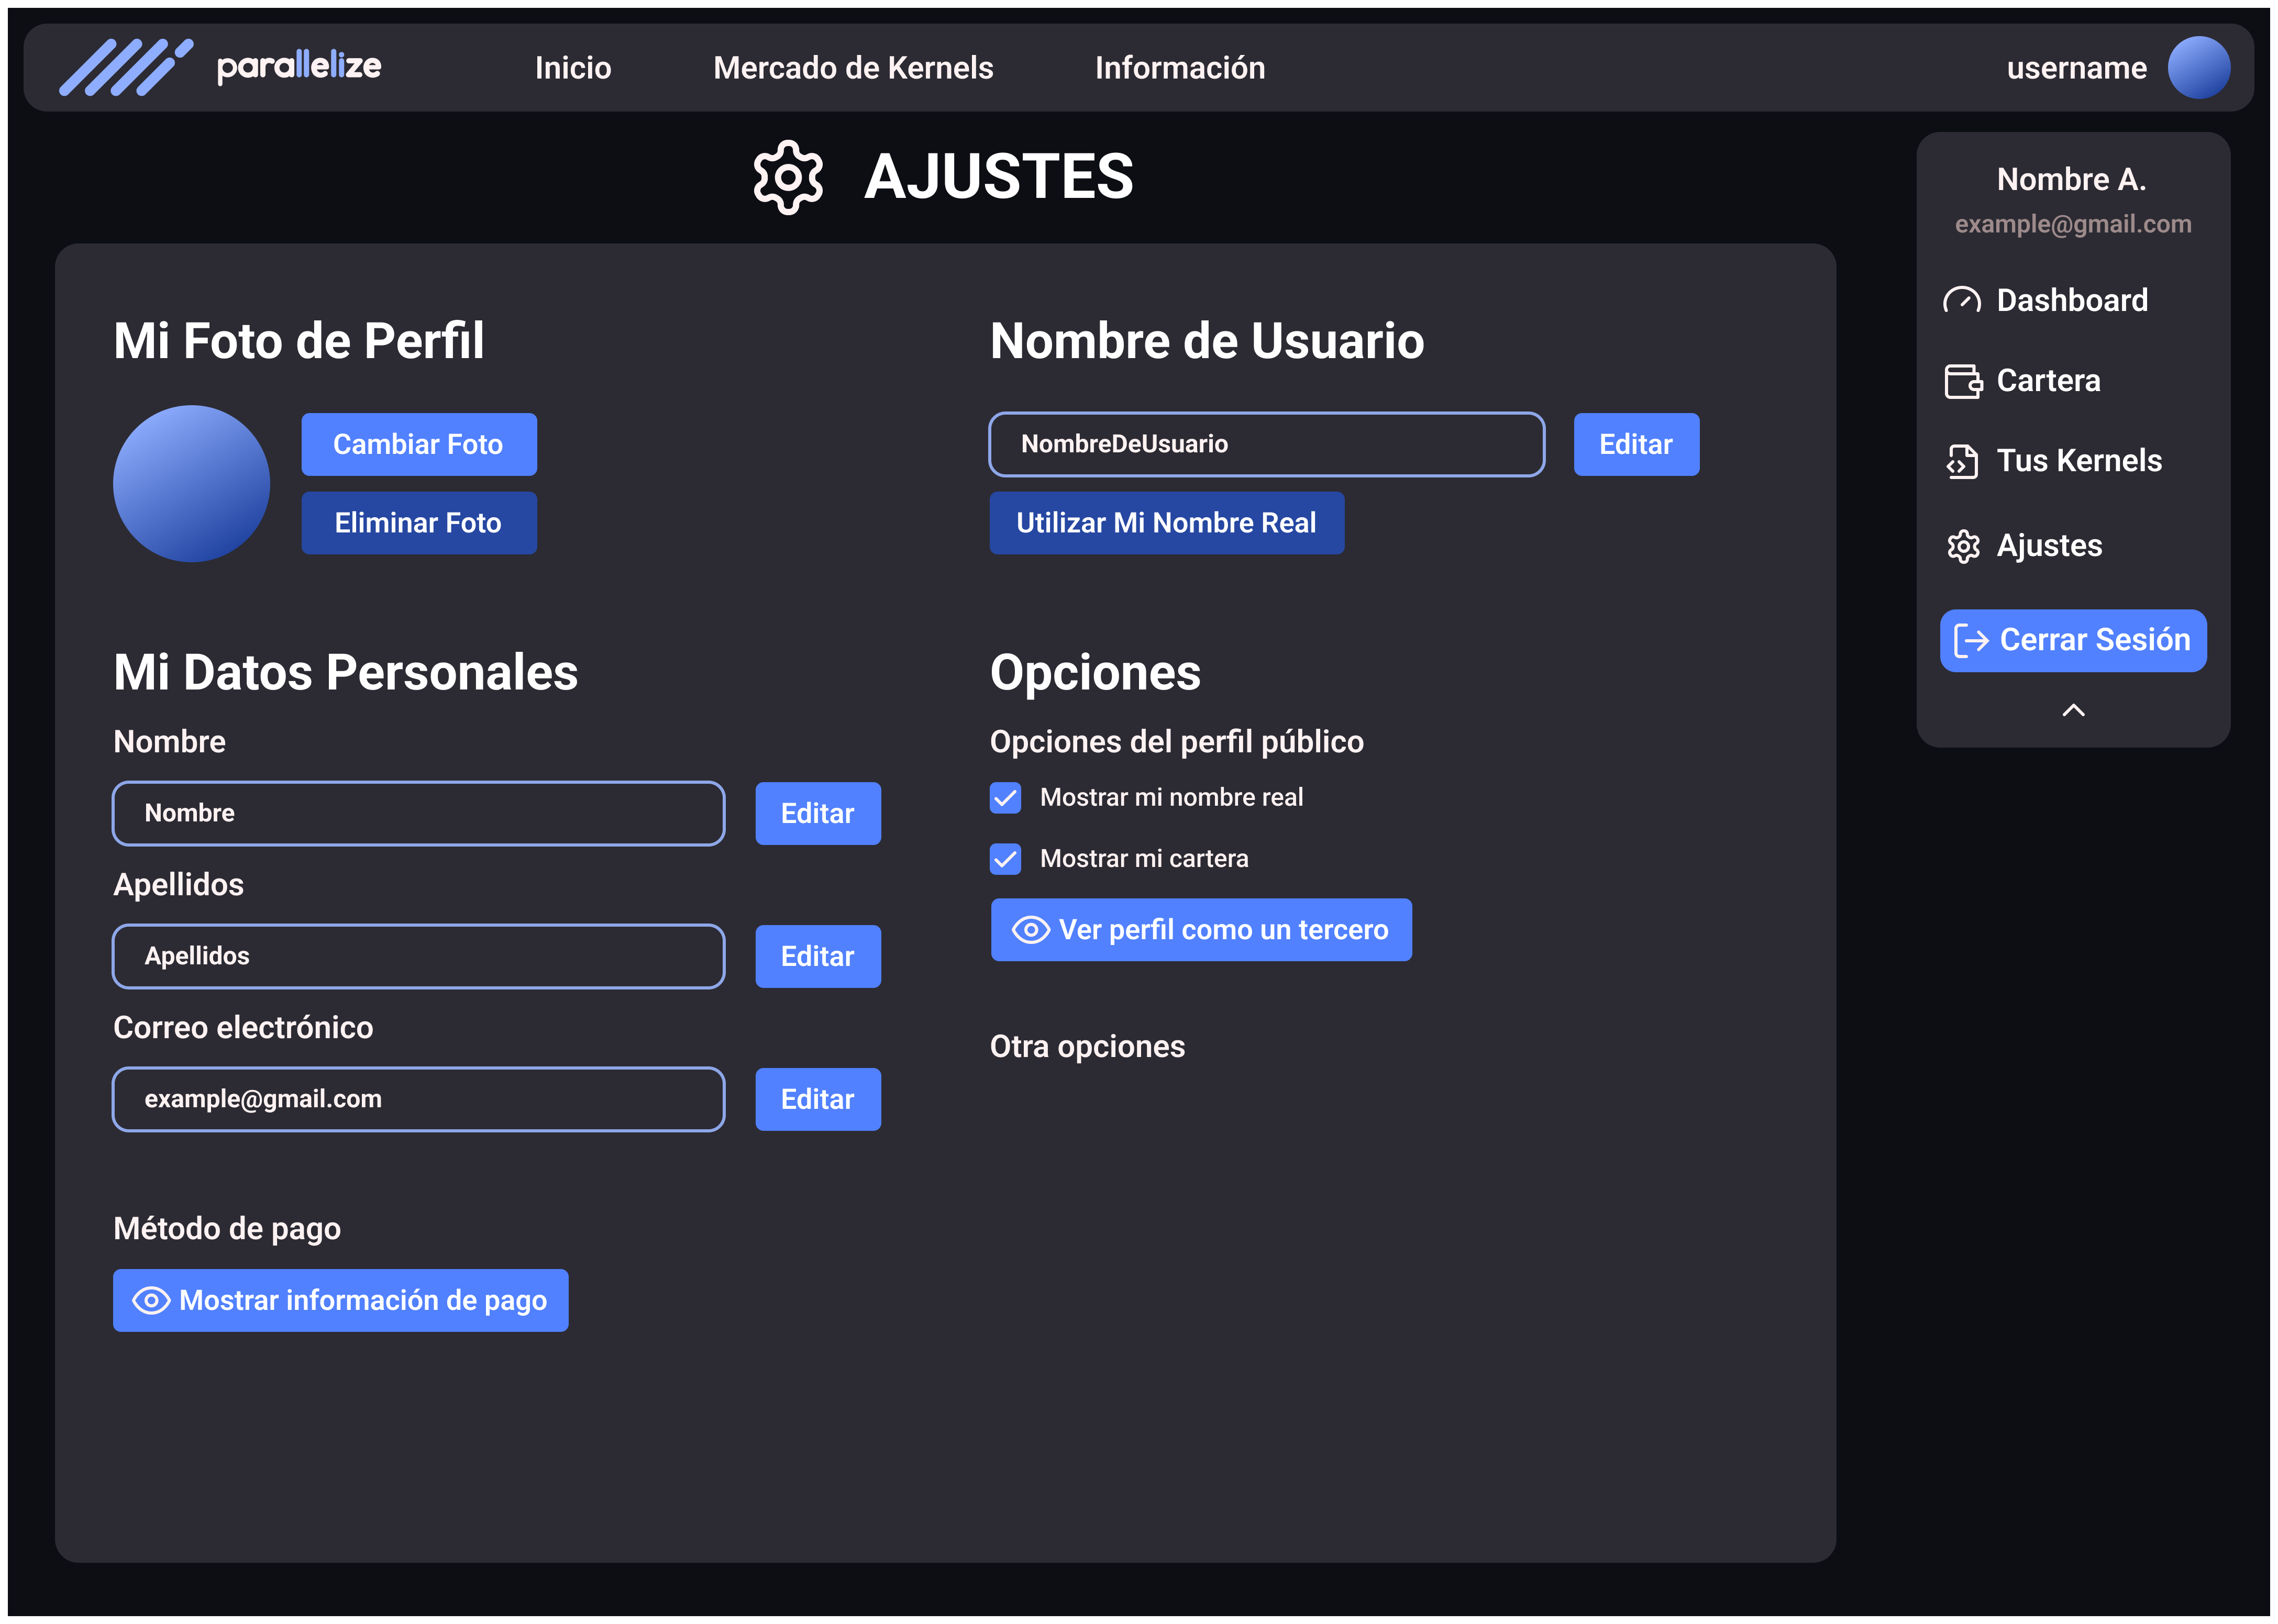 parallelize
Inicio
Mercado de Kernels
Información
username
AJUSTES
Nombre A.
example@gmail.com
Dashboard
Cartera
Tus Kernels
Ajustes
Cerrar Sesión
Mi Foto de Perfil
Cambiar Foto
Eliminar Foto
Nombre de Usuario
NombreDeUsuario
Editar
Utilizar Mi Nombre Real
Mi Datos Personales
Nombre
Nombre
Editar
Apellidos
Apellidos
Editar
Correo electrónico
example@gmail.com
Editar
Método de pago
Mostrar información de pago
Opciones
Opciones del perfil público
Mostrar mi nombre real
Mostrar mi cartera
Ver perfil como un tercero
Otra opciones